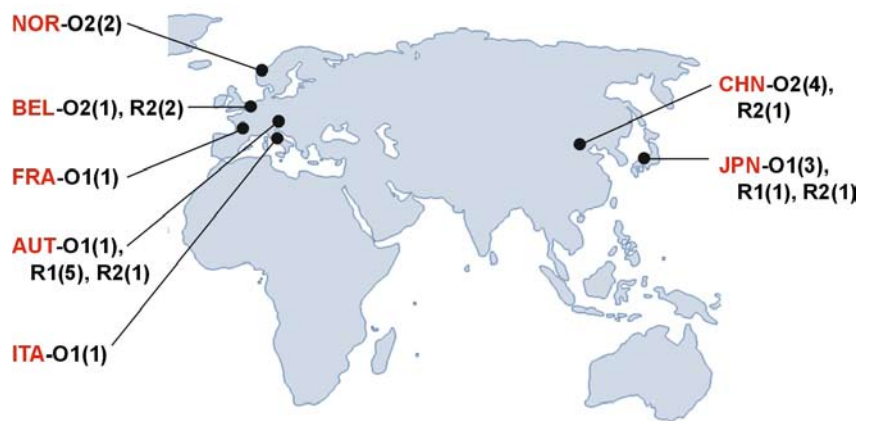 NOR-O2(2)
BEL-O2(1), R2(2)
FRA-O1(1)
AUT-O1(1),
R1(5), R2(1)
ITA-O1(1)
CHN-O2(4),
R2(1)
JPN-O1(3),
R1(1), R2(1)